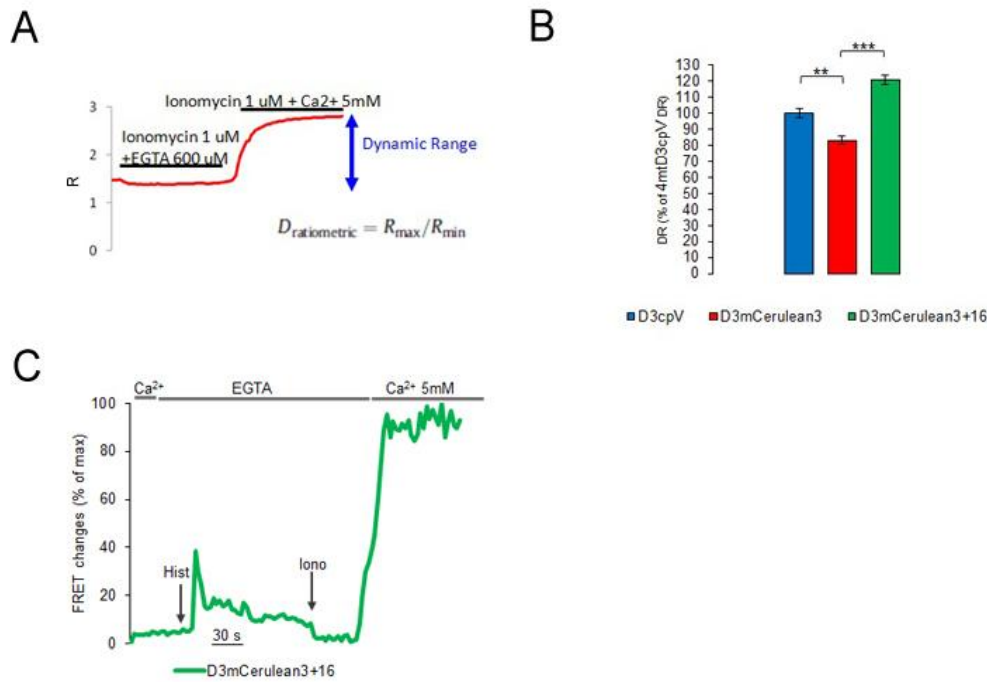 A
Ionomycin 1 uM + Ca2+ 5mM
Ionomycin 1 uM
+EGTA 600 uM
Dynamic Range
3
2
1
0
R
D_ratiometric = R_max/R_min
B
**
***
130
120
110
100
90
80
70
60
50
40
30
20
10
0
DR (% of 4mtD3cpV DR)
D3cpV
D3mCerulean3
D3mCerulean3+16
C
Ca²⁺
EGTA
Ca²⁺ 5mM
100
80
60
40
20
0
FRET changes (% of max)
Hist
Iono
30 s
D3mCerulean3+16